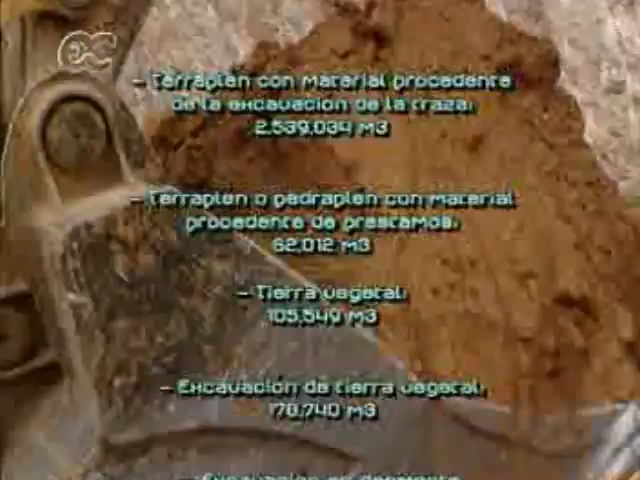 - Terraplén con material procedente
de la excavación de la traza:
2.539.034 m3
- Terraplén o pedraplén con material
procedente de prestamos:
62.012 m3
- Tierra vegetal:
105.549 m3
- Excavación de tierra vegetal:
178.740 m3